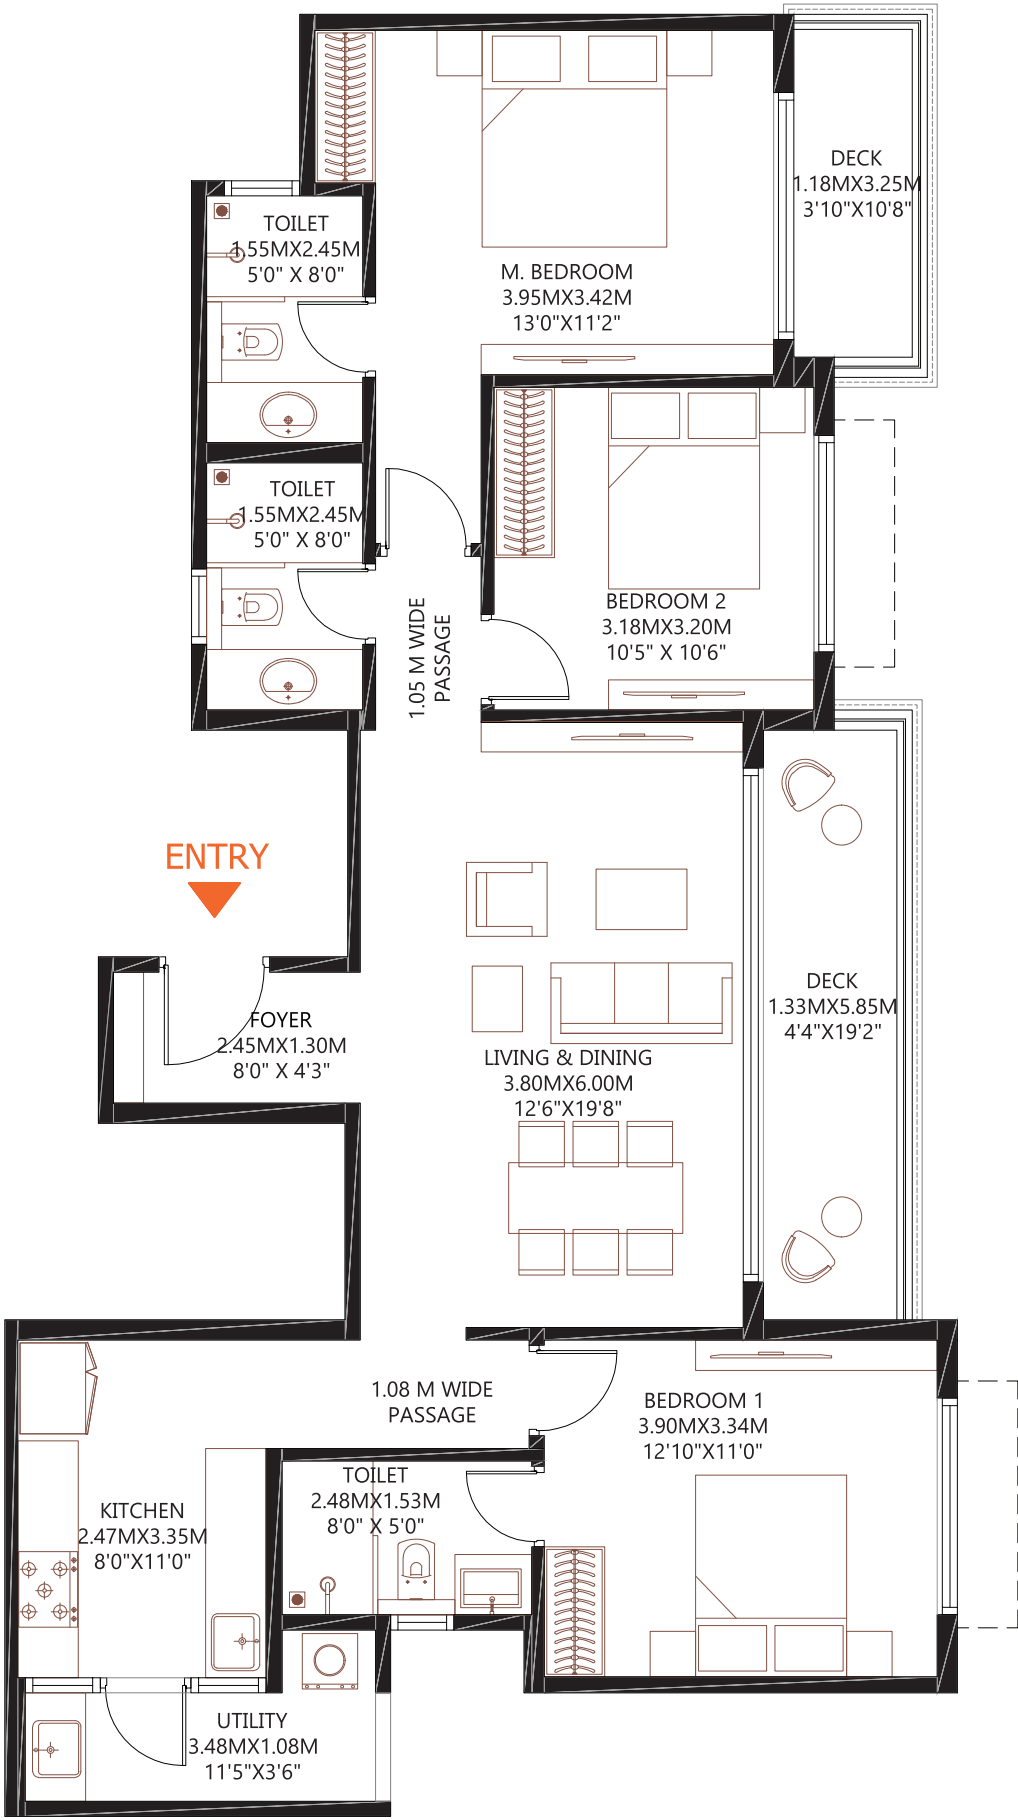 DECK
1.18MX3.25M
3'10"X10'8"
TOILET
1.55MX2.45M
5'0" X 8'0"
M. BEDROOM
3.95MX3.42M
13'0"X11'2"
TOILET
1.55MX2.45M
5'0" X 8'0"
1.05 M WIDE
PASSAGE
BEDROOM 2
3.18MX3.20M
10'5" X 10'6"
ENTRY
DECK
1.33MX5.85M
4'4"X19'2"
FOYER
2.45MX1.30M
8'0" X 4'3"
LIVING & DINING
3.80MX6.00M
12'6"X19'8"
1.08 M WIDE
PASSAGE
BEDROOM 1
3.90MX3.34M
12'10"X11'0"
TOILET
2.48MX1.53M
8'0" X 5'0"
KITCHEN
2.47MX3.35M
8'0"X11'0"
UTILITY
3.48MX1.08M
11'5"X3'6"